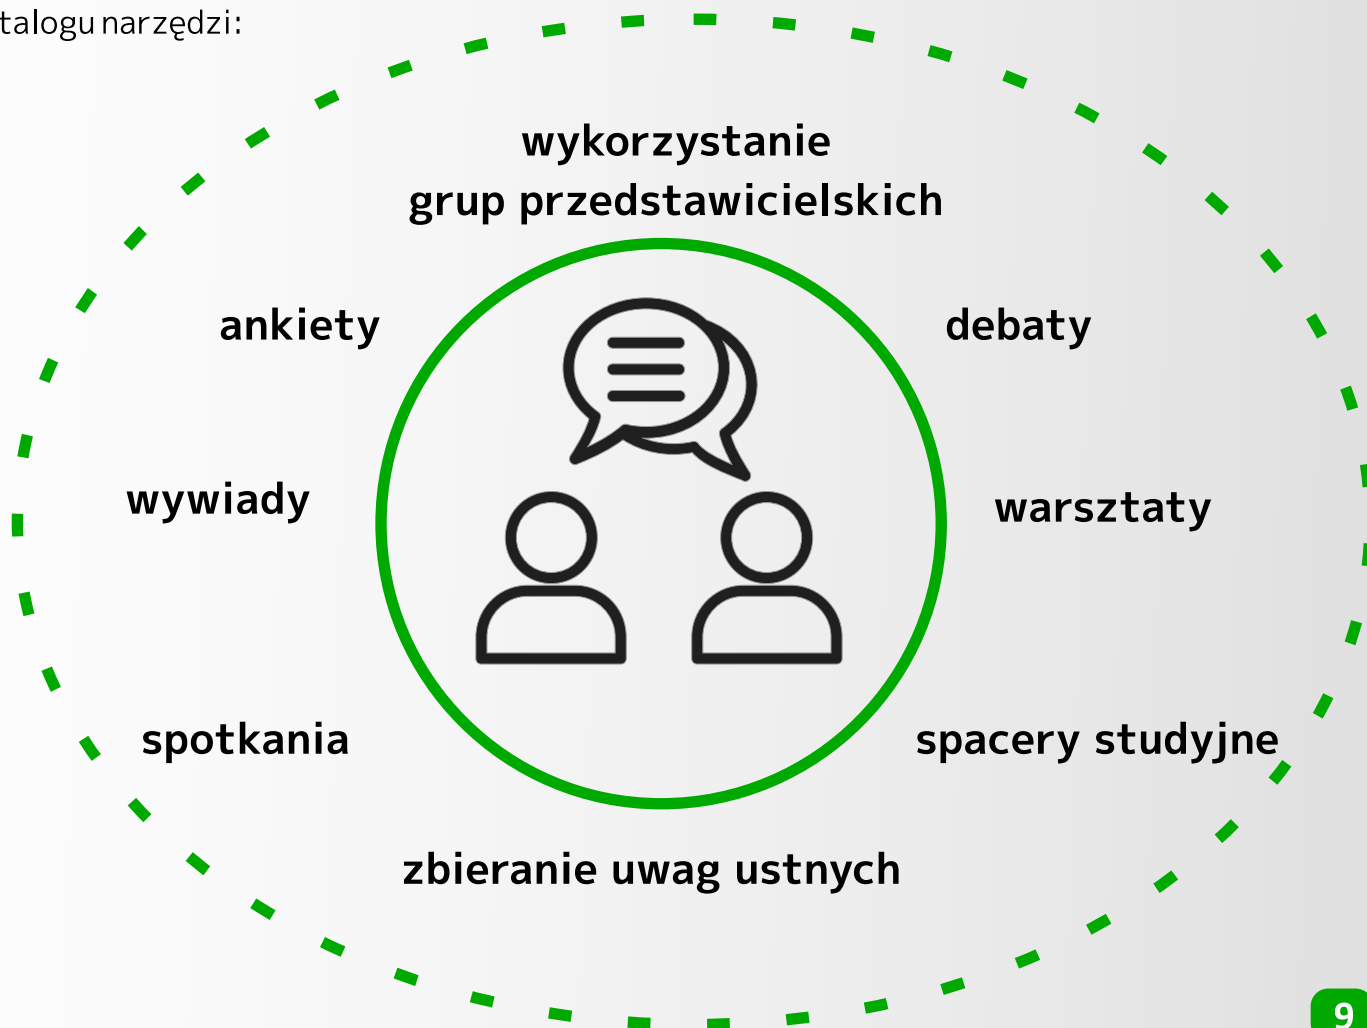 talogu narzędzi:
wykorzystanie
grup przedstawicielskich
ankiety
debaty
wywiady
warsztaty
spotkania
spacery studyjne
zbieranie uwag ustnych
9